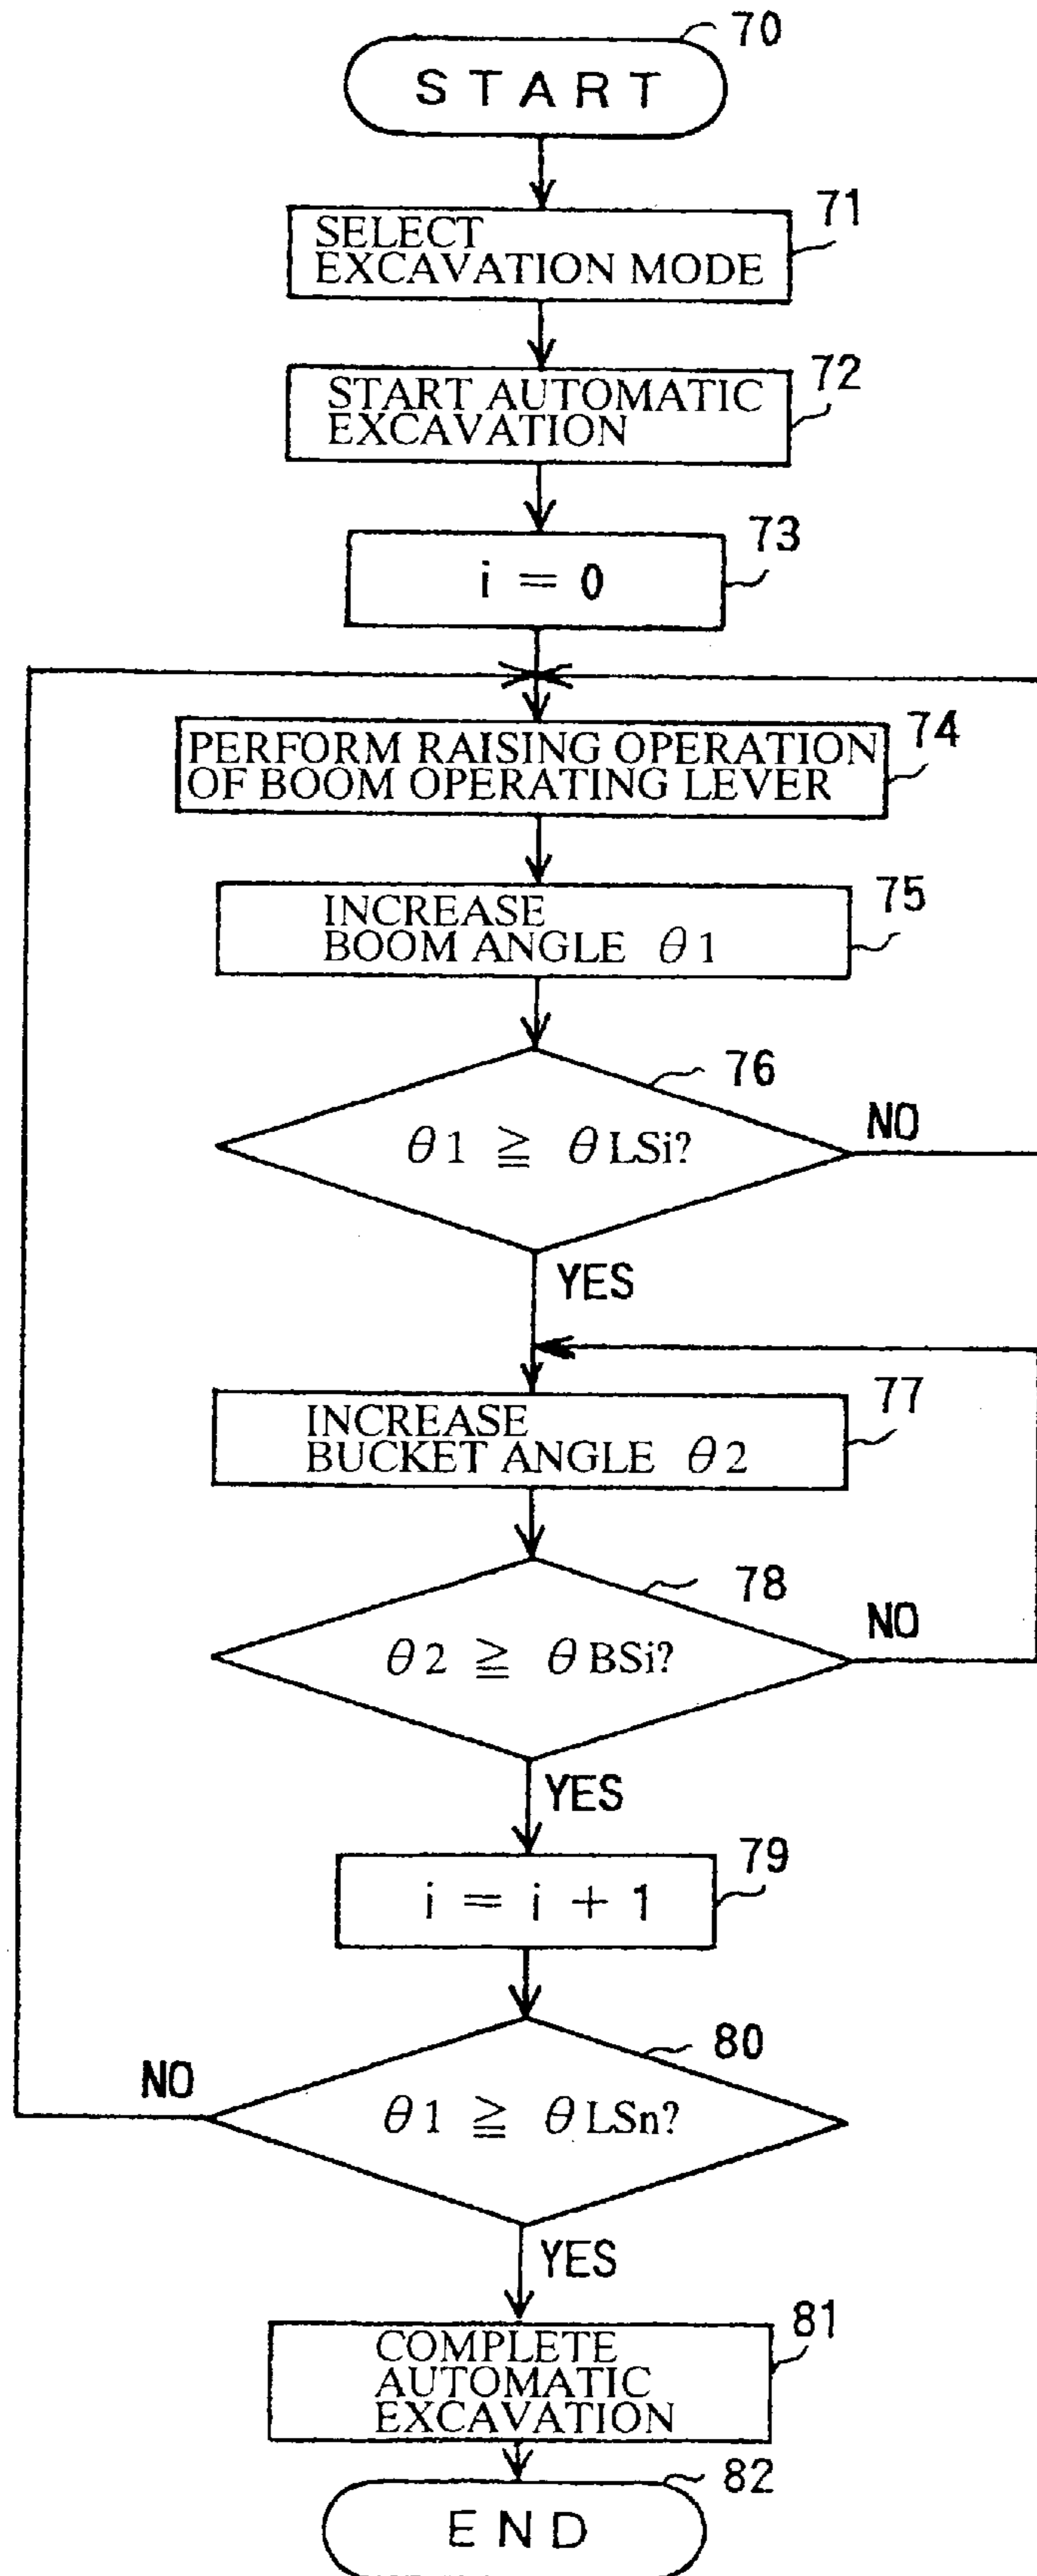 70
START
71
SELECT
EXCAVATION MODE
72
START AUTOMATIC
EXCAVATION
73
i = 0
74
PERFORM RAISING OPERATION
OF BOOM OPERATING LEVER
75
INCREASE
BOOM ANGLE θ1
76
θ1 ≧ θLSi?
NO
YES
77
INCREASE
BUCKET ANGLE θ2
78
θ2 ≧ θBSi?
NO
YES
79
i = i + 1
80
θ1 ≧ θLSn?
NO
YES
81
COMPLETE
AUTOMATIC
EXCAVATION
82
END